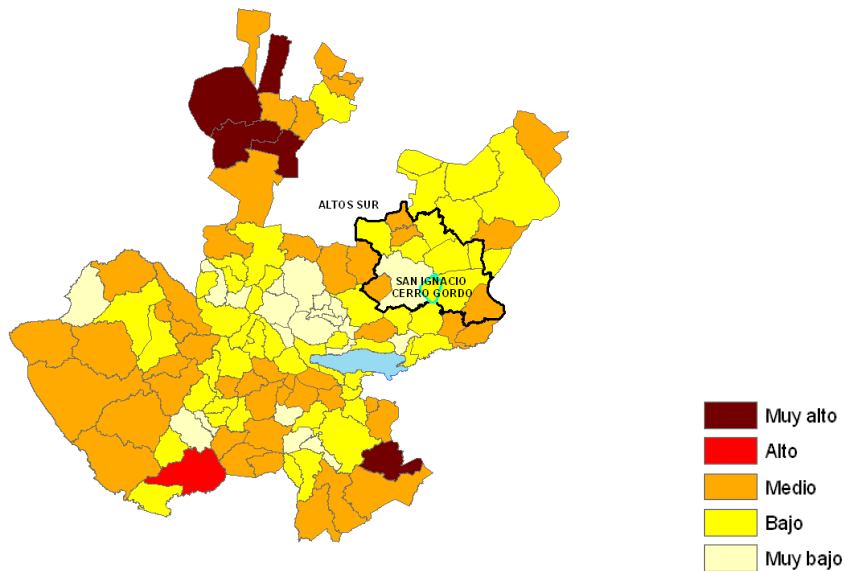 ALTOS SUR
SAN IGNACIO
CERRO GORDO
Muy alto
Alto
Medio
Bajo
Muy bajo